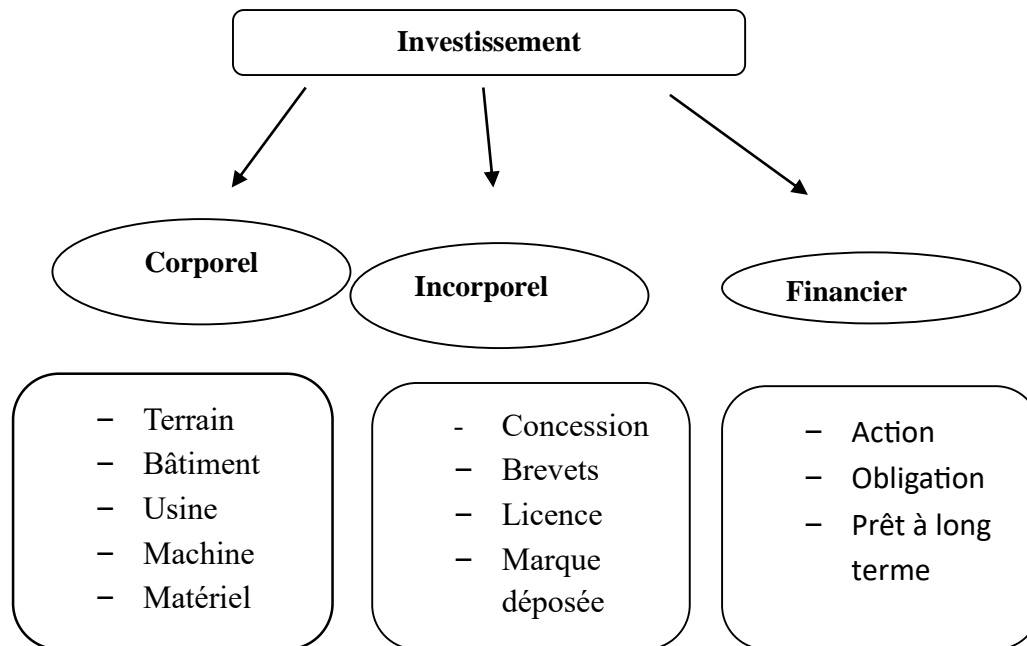 Investissement
Corporel
Incorporel
Financier
– Terrain
– Bâtiment
– Usine
– Machine
– Matériel
- Concession
– Brevets
– Licence
– Marque
déposée
– Action
– Obligation
– Prêt à long
terme